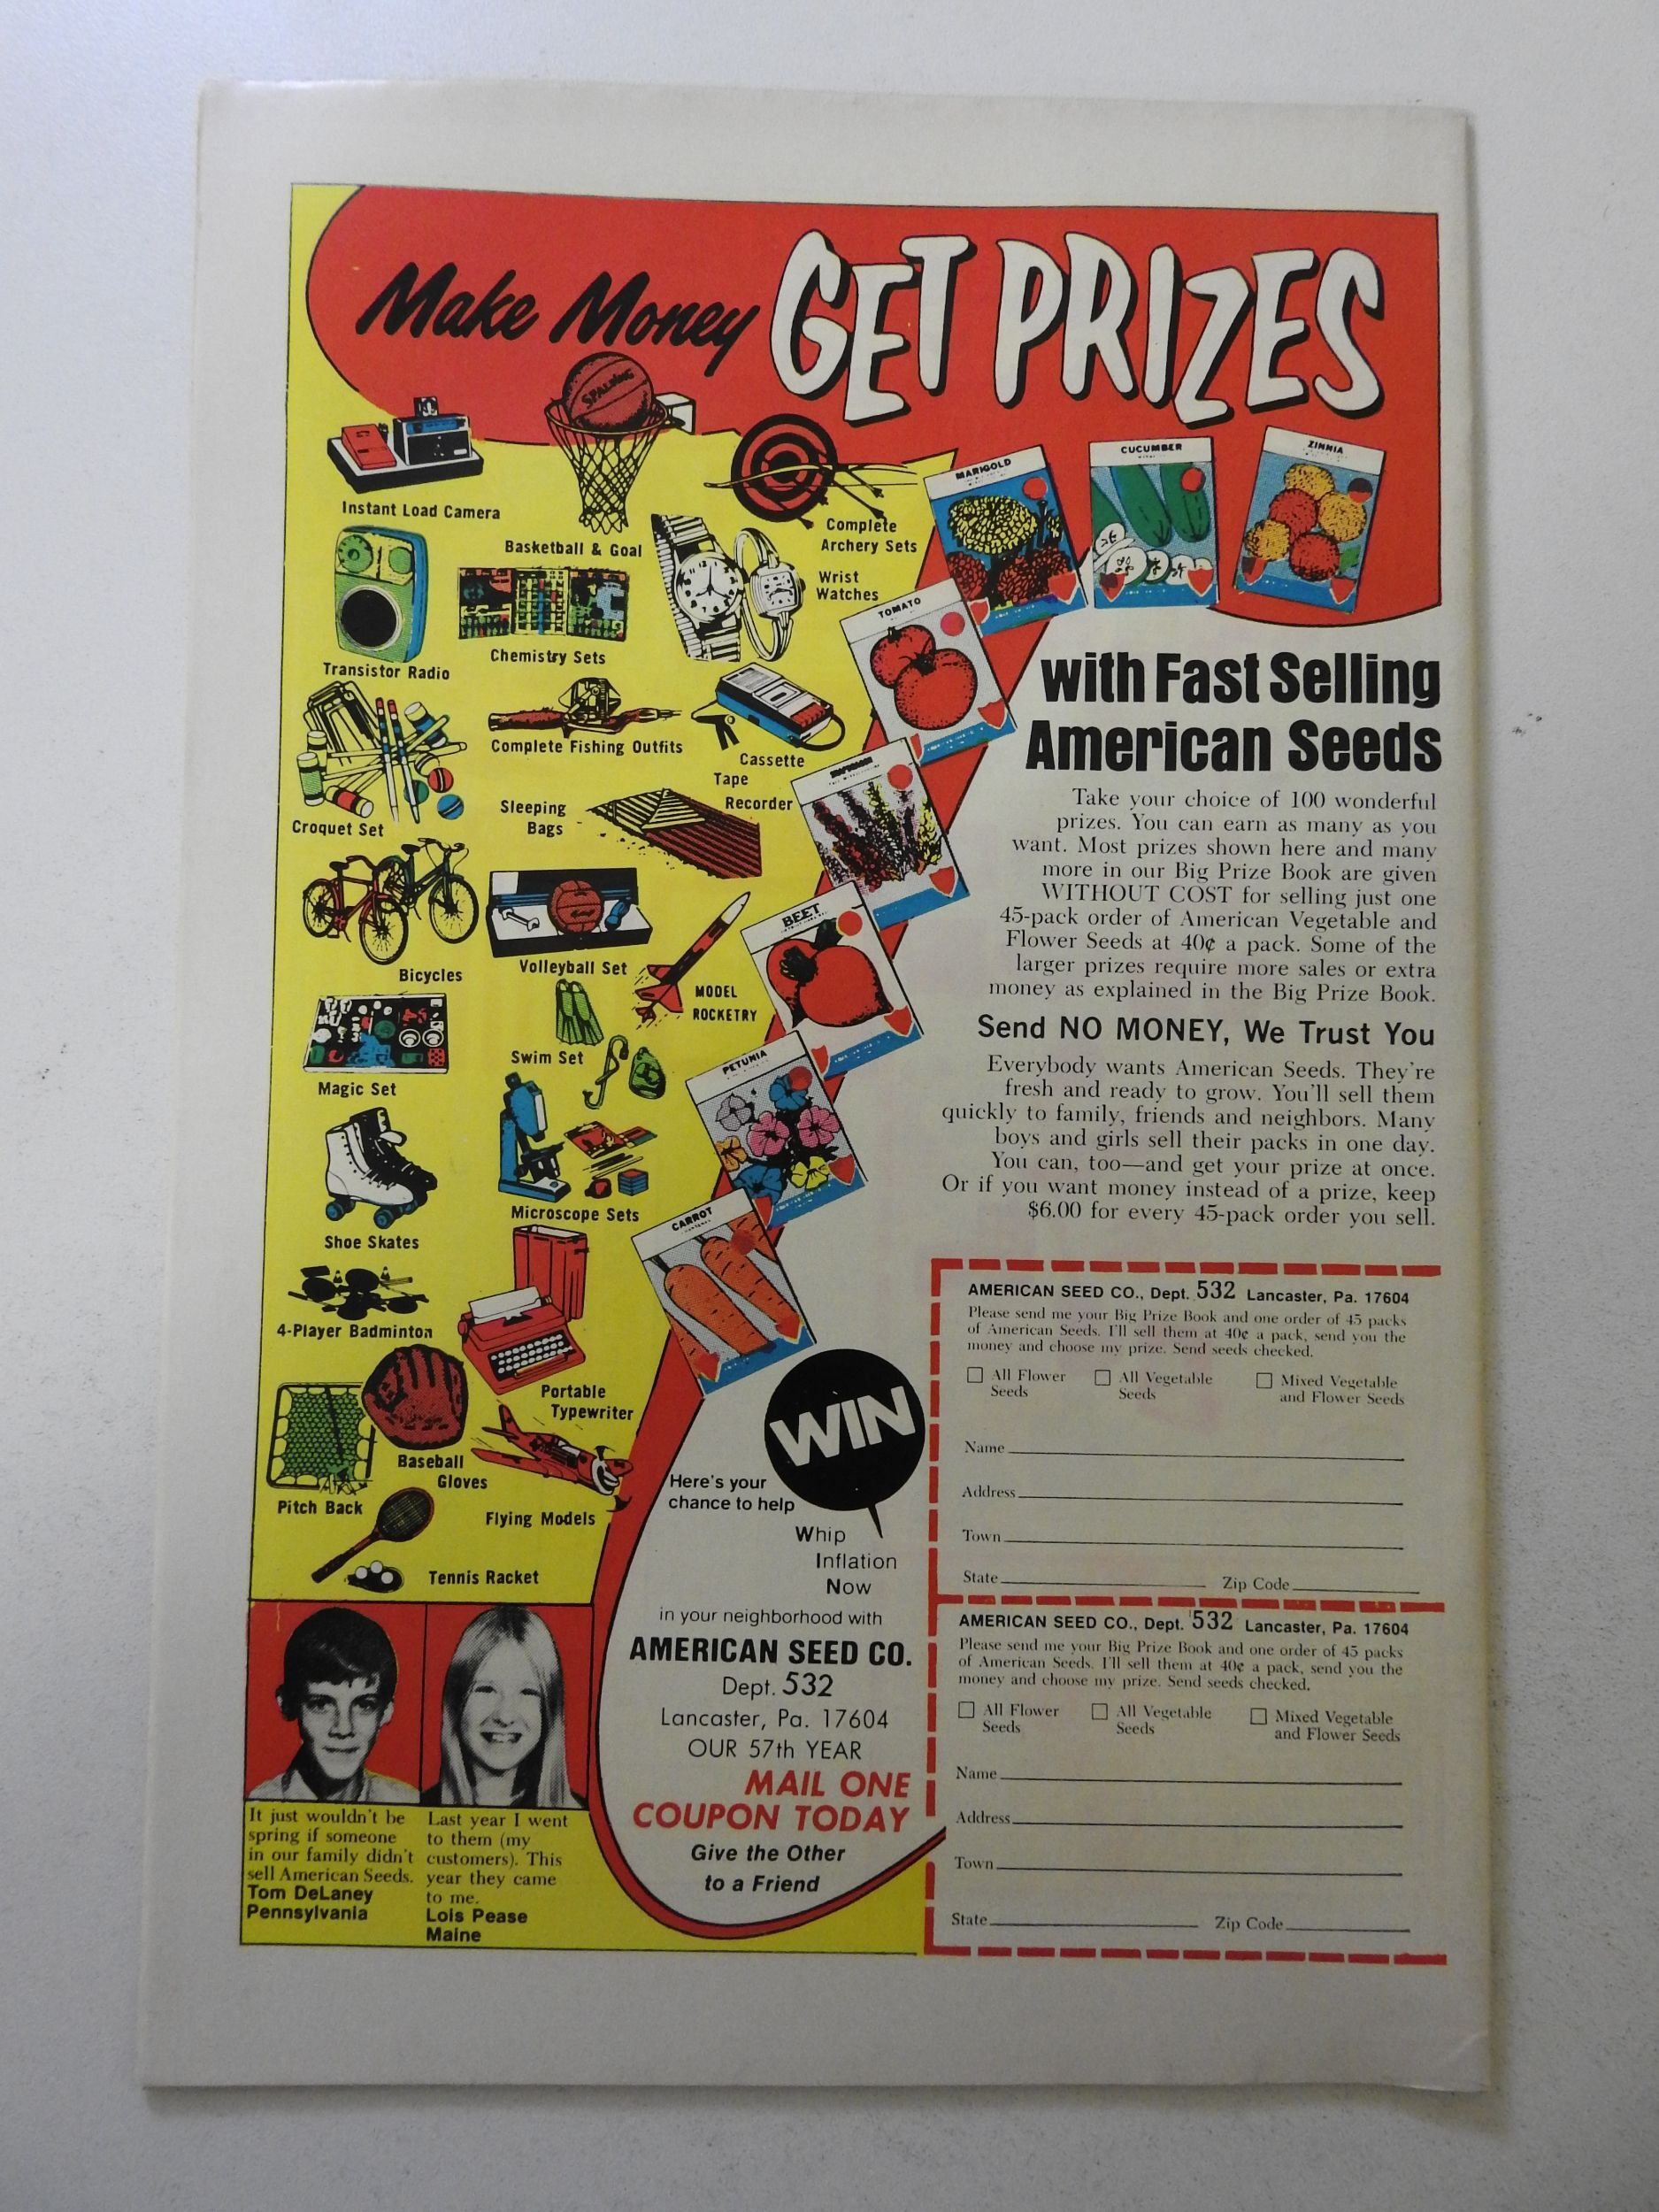 Make Money GET PRIZES
SPALDING
Instant Load Camera
Basketball & Goal
Complete
Archery Sets
Wrist
Watches
Transistor Radio
Chemistry Sets
Complete Fishing Outfits
Cassette
Tape
Recorder
Croquet Set
Sleeping
Bags
Bicycles
Volleyball Set
MODEL
ROCKETRY
Magic Set
Swim Set
Shoe Skates
Microscope Sets
4-Player Badminton
Portable
Typewriter
Baseball
Gloves
Pitch Back
Flying Models
Tennis Racket
MARIGOLD
CUCUMBER
ZINNIA
TOMATO
BEET
PETUNIA
CARROT
with Fast Selling
American Seeds
Take your choice of 100 wonderful
prizes. You can earn as many as you
want. Most prizes shown here and many
more in our Big Prize Book are given
WITHOUT COST for selling just one
45-pack order of American Vegetable and
Flower Seeds at 40¢ a pack. Some of the
larger prizes require more sales or extra
money as explained in the Big Prize Book.
Send NO MONEY, We Trust You
Everybody wants American Seeds. They're
fresh and ready to grow. You'll sell them
quickly to family, friends and neighbors. Many
boys and girls sell their packs in one day.
You can, too—and get your prize at once.
Or if you want money instead of a prize, keep
$6.00 for every 45-pack order you sell.
WIN
Here's your
chance to help
Whip
Inflation
Now
in your neighborhood with
AMERICAN SEED CO.
Dept. 532
Lancaster, Pa. 17604
OUR 57th YEAR
MAIL ONE
COUPON TODAY
Give the Other
to a Friend
It just wouldn't be
spring if someone
in our family didn't
sell American Seeds.
Tom DeLaney
Pennsylvania
Last year I went
to them (my
customers). This
year they came
to me.
Lois Pease
Maine
AMERICAN SEED CO., Dept. 532 Lancaster, Pa. 17604
Please send me your Big Prize Book and one order of 45 packs
of American Seeds. I'll sell them at 40¢ a pack, send you the
money and choose my prize. Send seeds checked.
All Flower Seeds
All Vegetable Seeds
Mixed Vegetable and Flower Seeds
Name
Address
Town
State Zip Code
AMERICAN SEED CO., Dept. 532 Lancaster, Pa. 17604
Please send me your Big Prize Book and one order of 45 packs
of American Seeds. I'll sell them at 40¢ a pack, send you the
money and choose my prize. Send seeds checked.
All Flower Seeds
All Vegetable Seeds
Mixed Vegetable and Flower Seeds
Name
Address
Town
State Zip Code